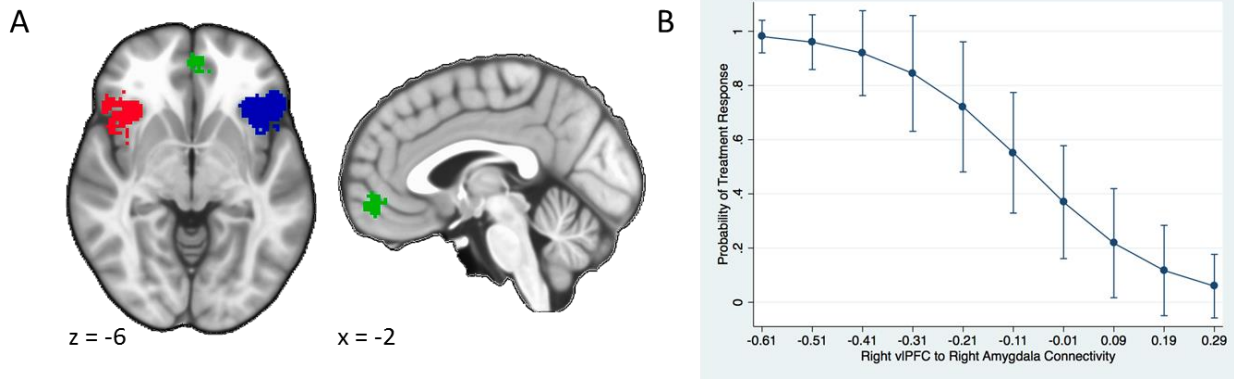 A
B
z = -6
x = -2
Probability of Treatment Response
1
.8
.6
.4
.2
0
-0.61 -0.51 -0.41 -0.31 -0.21 -0.11 -0.01 0.09 0.19 0.29
Right vlPFC to Right Amygdala Connectivity